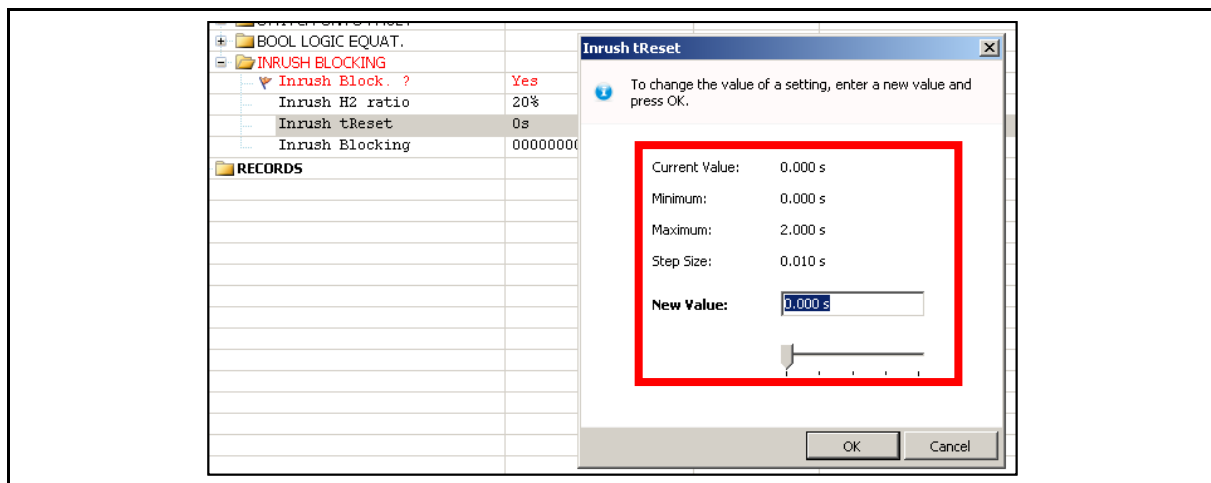 BOOL LOGIC EQUAT.
INRUSH BLOCKING
Inrush Block. ? Yes
Inrush H2 ratio 20%
Inrush tReset 0s
Inrush Blocking 00000000
RECORDS
Inrush tReset
To change the value of a setting, enter a new value and
press OK.
Current Value: 0.000 s
Minimum: 0.000 s
Maximum: 2.000 s
Step Size: 0.010 s
New Value: 0.000 s
OK Cancel